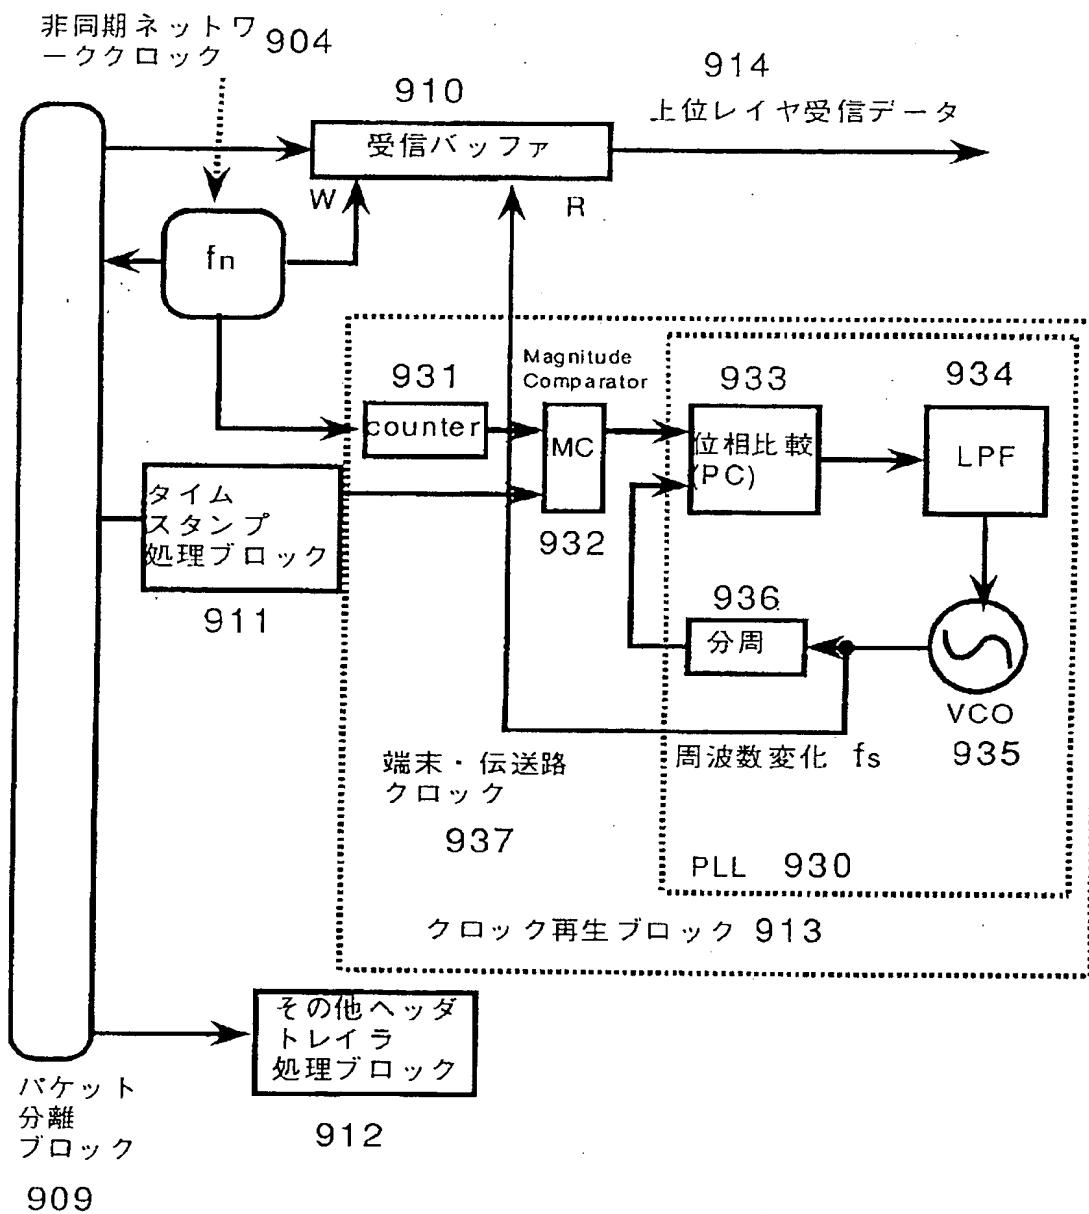 非同期ネットワ
ーククロック
904
910
914
上位レイヤ受信データ
受信バッファ
W
R
fn
Magnitude
Comparator
931
counter
MC
932
933
位相比較
(PC)
934
LPF
タイム
スタンプ
処理ブロック
911
936
分周
VCO
935
周波数変化 fs
端末・伝送路
クロック
937
PLL 930
クロック再生ブロック 913
その他ヘッダ
トレイラ
処理ブロック
912
パケット
分離
ブロック
909